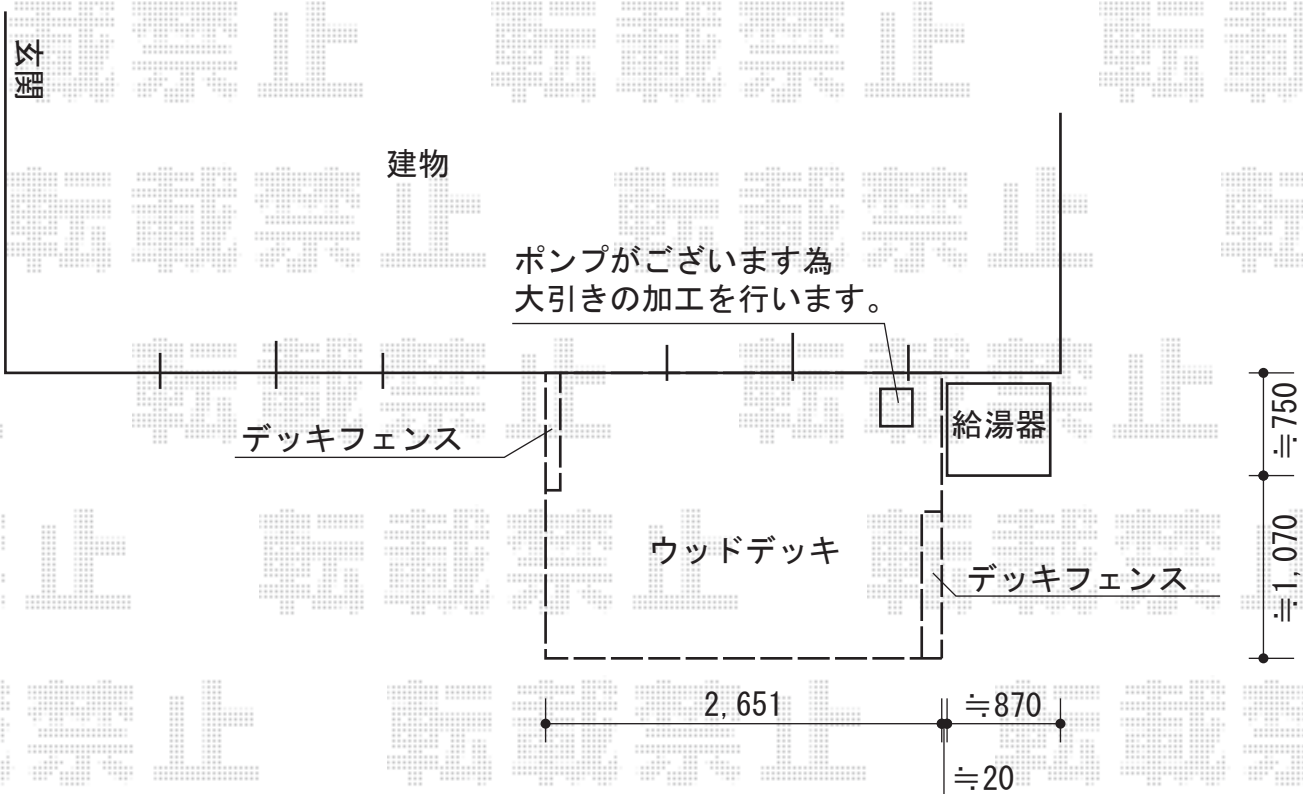 玄関
転載禁止
建物
ポンプがございます為
大引きの加工を行います。
デッキフェンス
給湯器
≒750
ウッドデッキ
デッキフェンス
≒1,070
2,651
≒870
≒20